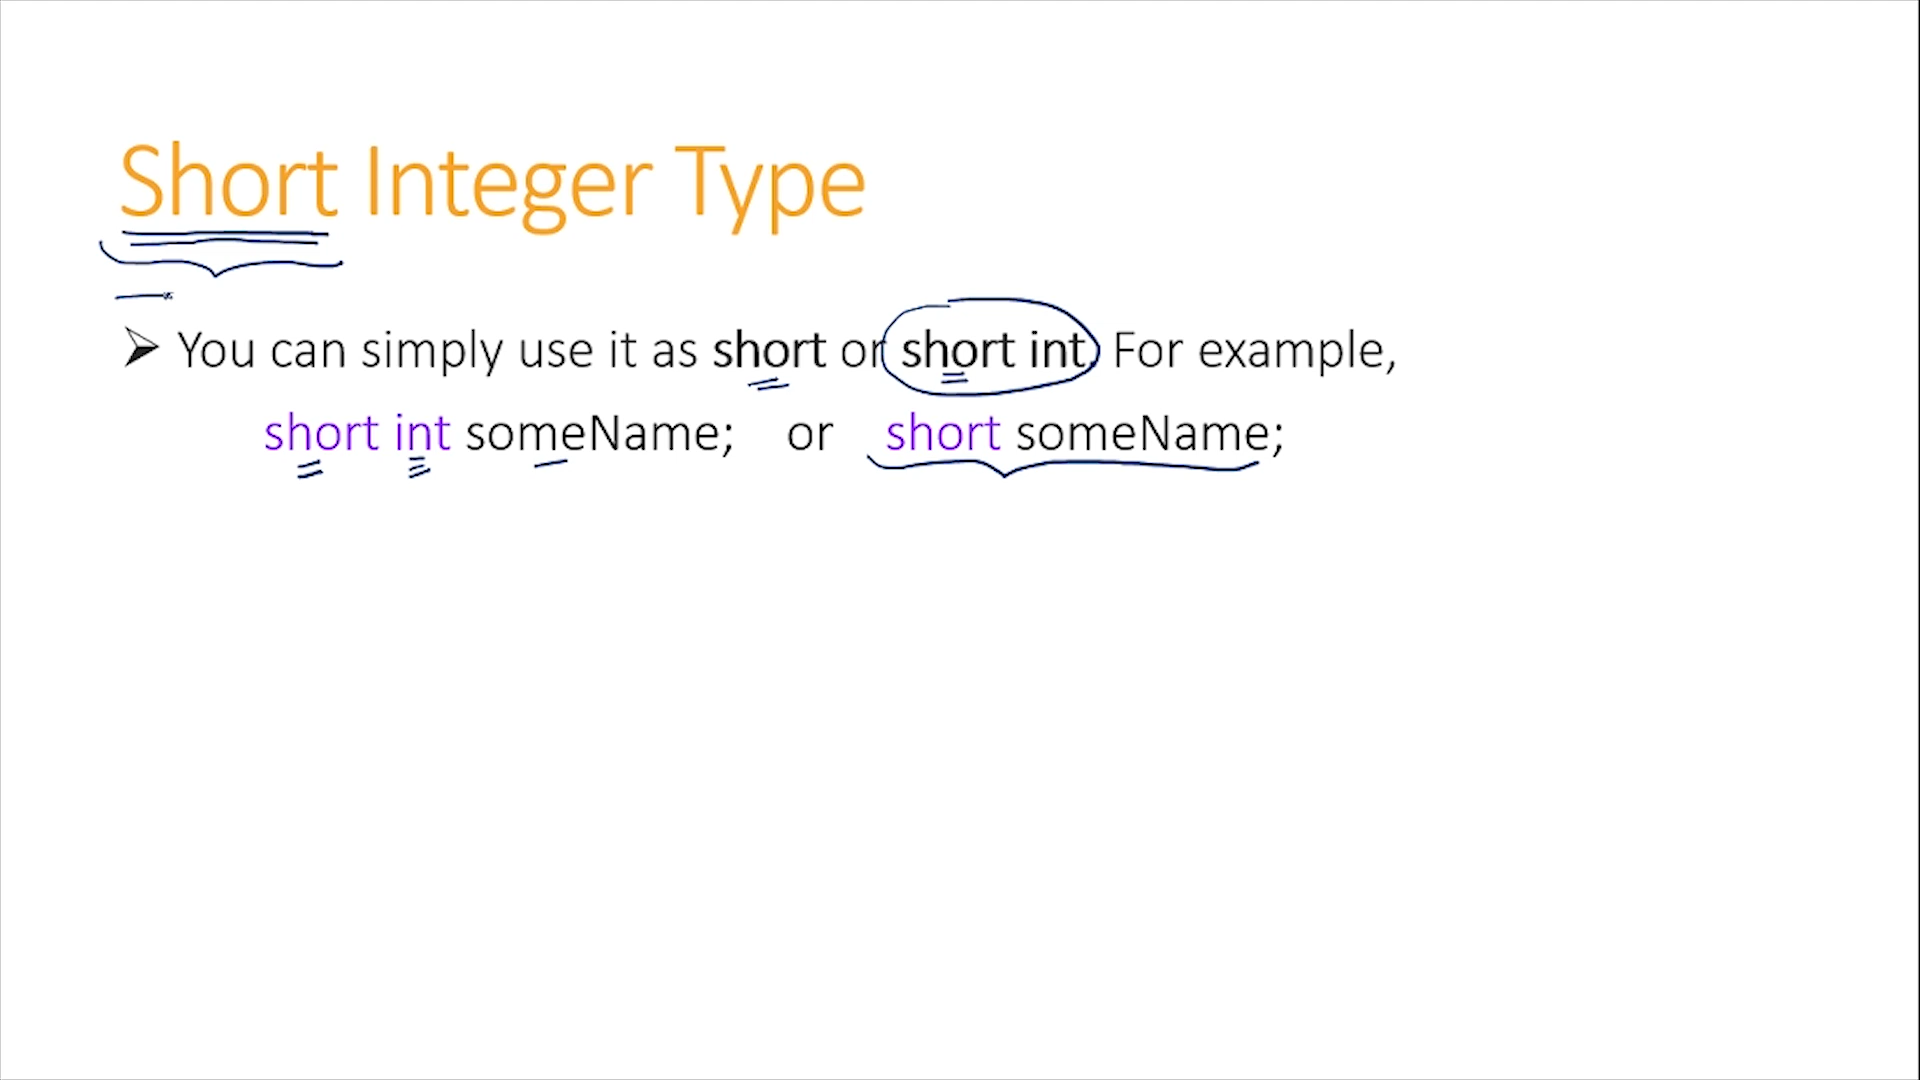 Short Integer Type
You can simply use it as short or short int. For example,
short int someName; or short someName;